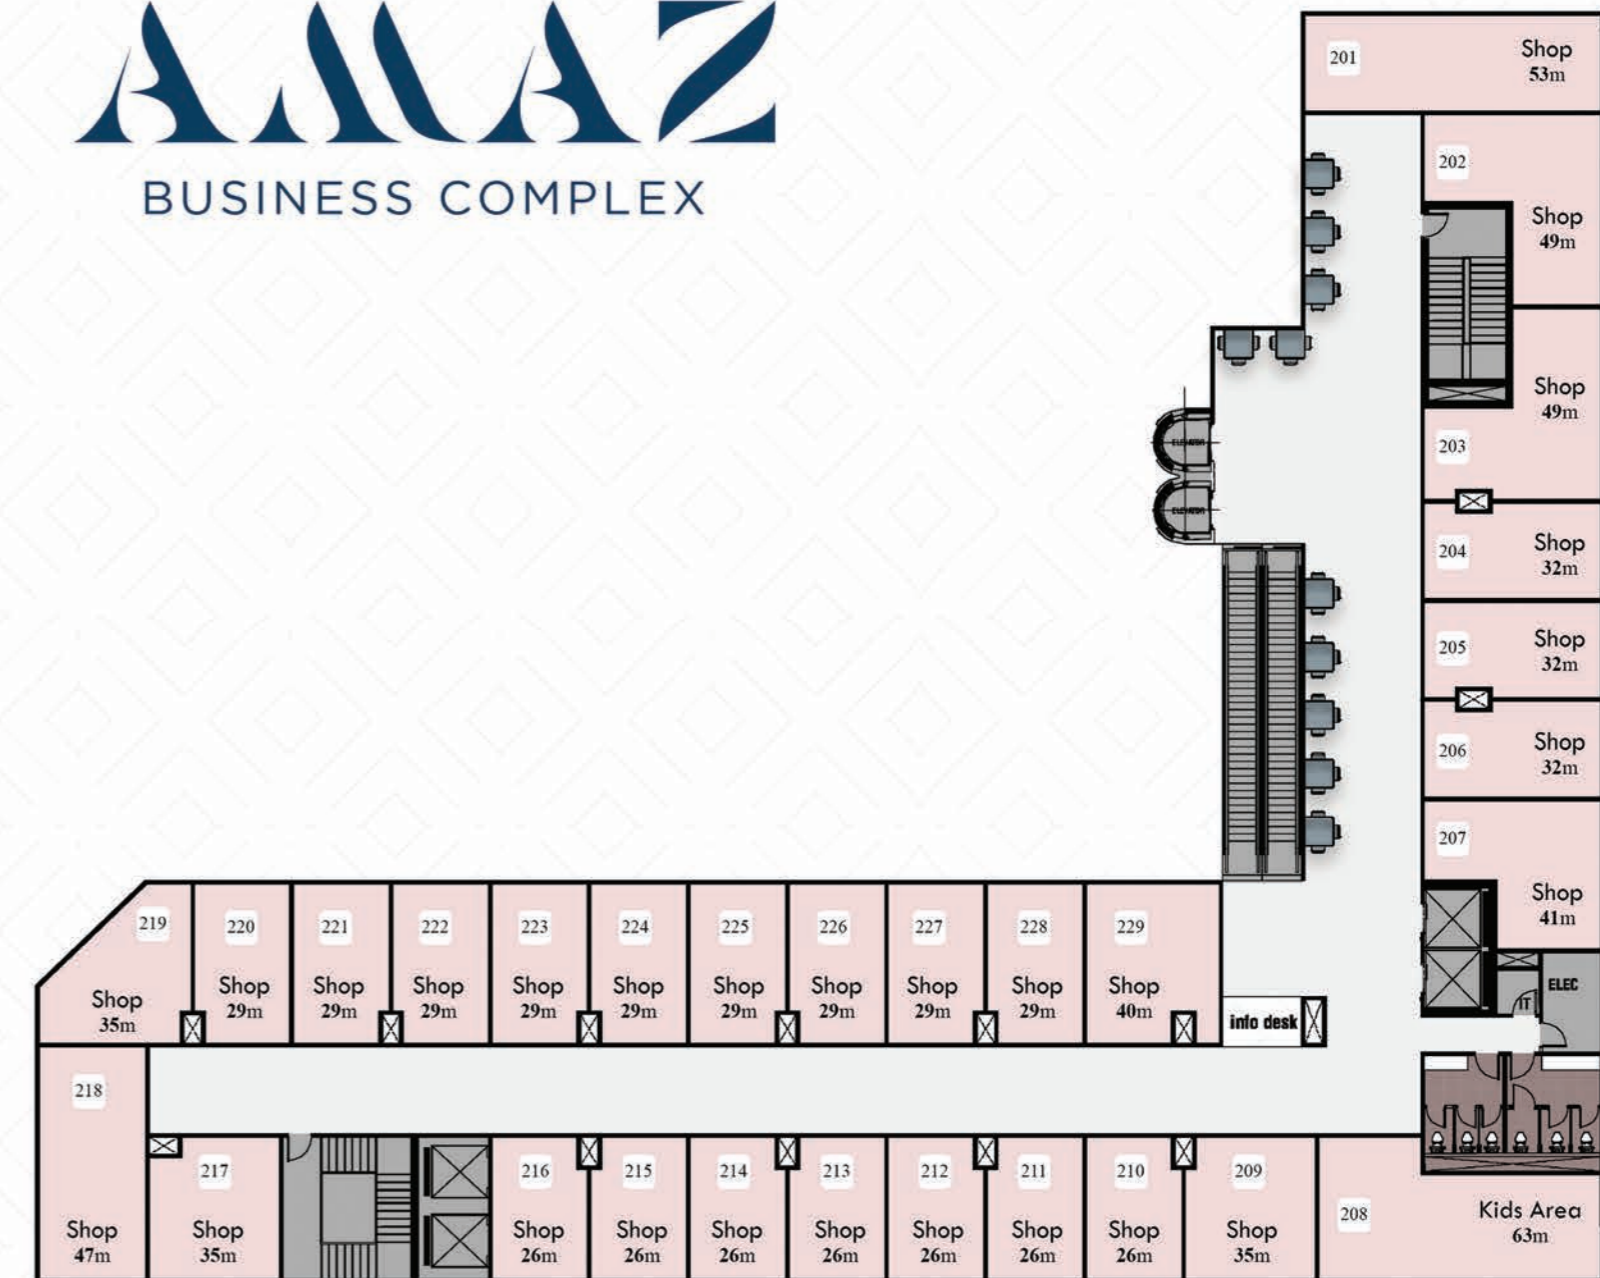 AMAZ
BUSINESS COMPLEX
201
Shop
53m
202
Shop
49m
Shop
49m
203
ELEVATOR
ELEVATOR
204
Shop
32m
205
Shop
32m
206
Shop
32m
207
Shop
41m
ELEC
IT
info desk
219
Shop
35m
220
Shop
29m
221
Shop
29m
222
Shop
29m
223
Shop
29m
224
Shop
29m
225
Shop
29m
226
Shop
29m
227
Shop
29m
228
Shop
29m
229
Shop
40m
218
Shop
47m
217
Shop
35m
216
Shop
26m
215
Shop
26m
214
Shop
26m
213
Shop
26m
212
Shop
26m
211
Shop
26m
210
Shop
26m
209
Shop
35m
208
Kids Area
63m